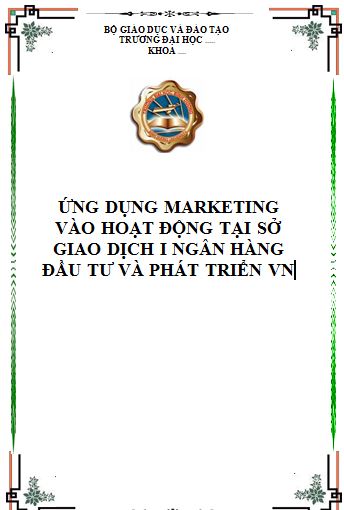 BỘ GIÁO DỤC VÀ ĐÀO TẠO
TRƯỜNG ĐẠI HỌC .....
KHOA ....
ỨNG DỤNG MARKETING
VÀO HOẠT ĐỘNG TẠI SỞ
GIAO DỊCH I NGÂN HÀNG
ĐẦU TƯ VÀ PHÁT TRIỂN VN